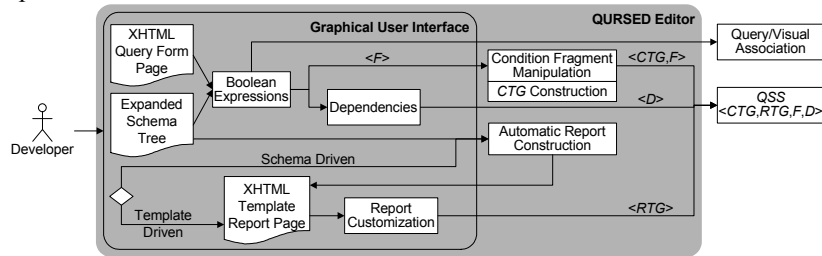 Graphical User Interface
QURSED Editor
XHTML
Query Form
Page
Boolean
Expressions
<F>
Condition Fragment
Manipulation
CTG Construction
<CTG,F>
Query/Visual
Association
Expanded
Schema
Tree
Dependencies
<D>
QSS
<CTG,RTG,F,D>
Developer
Automatic Report
Construction
Schema Driven
XHTML
Template
Report Page
Template
Driven
Report
Customization
<RTG>